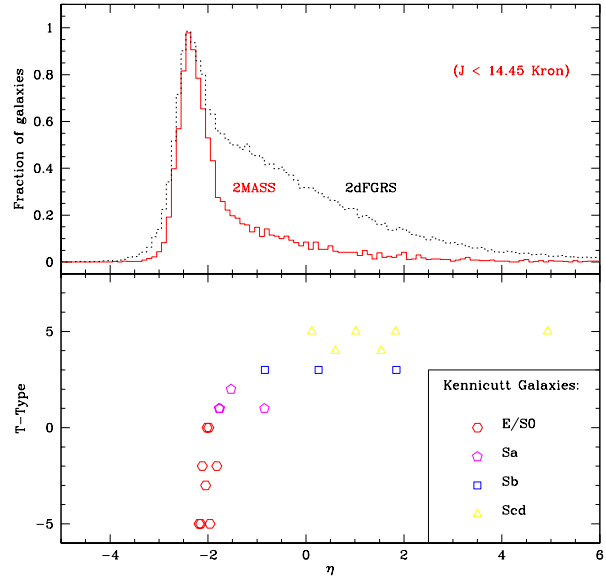 1
0.8
0.6
0.4
0.2
0
Fraction of galaxies
(J < 14.45 Kron)
2MASS
2dFGRS
5
0
−5
T−Type
Kennicutt Galaxies:
E/S0
Sa
Sb
Scd
−4
−2
0
2
4
6
η